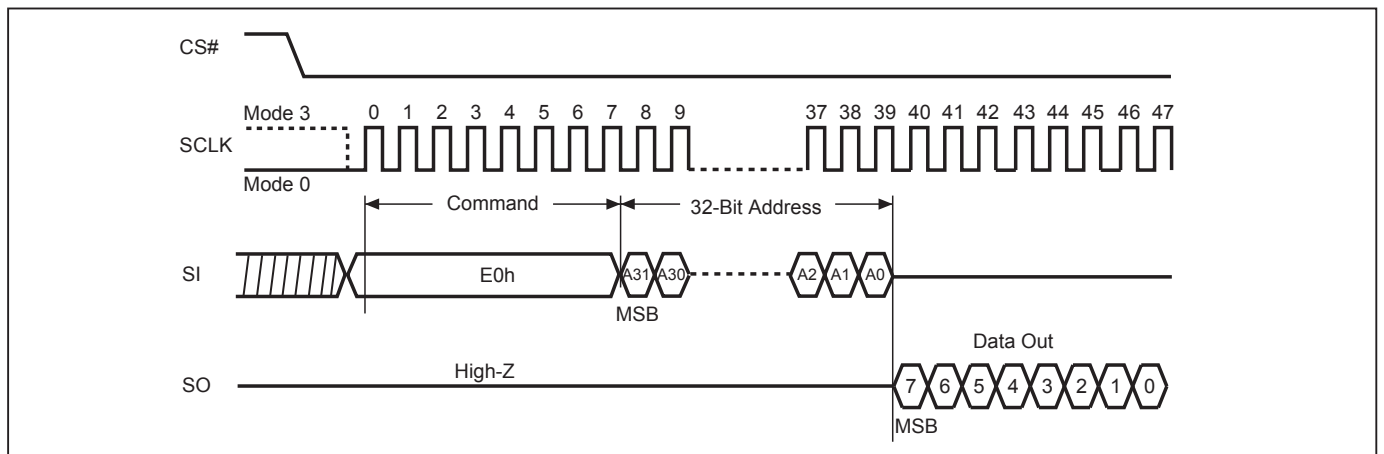 CS#
Mode 3
0 1 2 3 4 5 6 7 8 9 37 38 39 40 41 42 43 44 45 46 47
SCLK
Mode 0
Command 32-Bit Address
SI E0h A31 A30 A2 A1 A0
MSB
Data Out
High-Z
SO 7 6 5 4 3 2 1 0
MSB